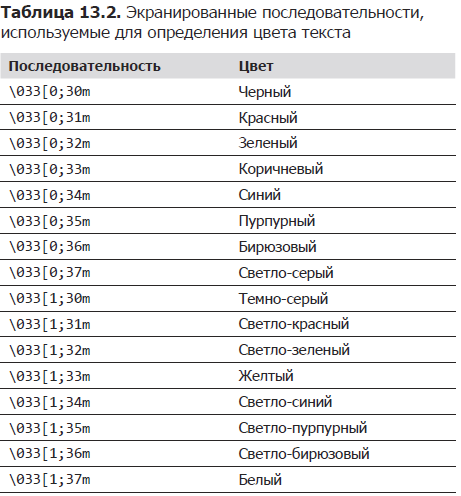 Таблица 13.2. Экранированные последовательности,
используемые для определения цвета текста
Последовательность Цвет
\033[0;30m Черный
\033[0;31m Красный
\033[0;32m Зеленый
\033[0;33m Коричневый
\033[0;34m Синий
\033[0;35m Пурпурный
\033[0;36m Бирюзовый
\033[0;37m Светло-серый
\033[1;30m Темно-серый
\033[1;31m Светло-красный
\033[1;32m Светло-зеленый
\033[1;33m Желтый
\033[1;34m Светло-синий
\033[1;35m Светло-пурпурный
\033[1;36m Светло-бирюзовый
\033[1;37m Белый